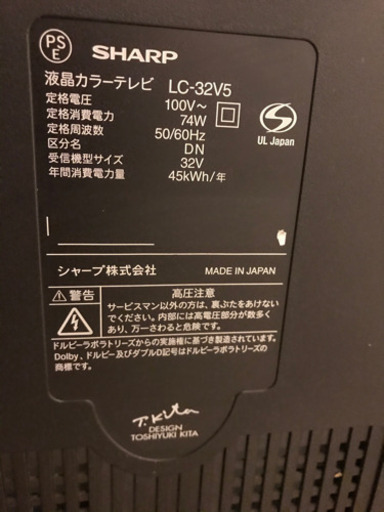 PS
E
SHARP
液晶カラーテレビ LC-32V5
定格電圧 100V～
定格消費電力 74W
定格周波数 50/60Hz
区分名 DN
受信機型サイズ 32V
年間消費電力量 45kWh/年
UL Japan
シャープ株式会社 MADE IN JAPAN
⚠警告 高圧注意
サービスマン以外の方は、裏ぶたをあけない
でください。内部には高電圧部分が数多く
あり、万一さわると危険です。
ドルビーラボラトリーズからの実施権に基づき製造されています。
Dolby、ドルビー及びダブルD記号はドルビーラボラトリーズの
商標です。
T. Kita
DESIGN
TOSHIYUKI KITA